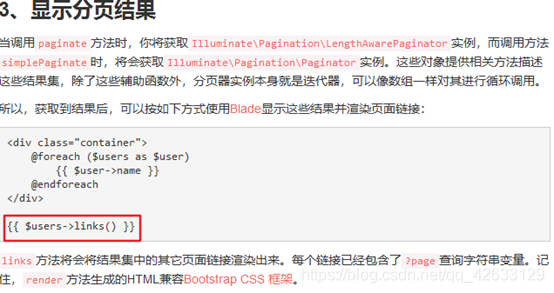 3、显示分页结果
当调用 paginate 方法时，你将获取 Illuminate\Pagination\LengthAwarePaginator 实例，而调用方法
simplePaginate 时，将会获取 Illuminate\Pagination\Paginator 实例。这些对象提供相关方法描述
这些结果集，除了这些辅助函数外，分页器实例本身就是迭代器，可以像数组一样对其进行循环调用。
所以，获取到结果后，可以按如下方式使用Blade显示这些结果并渲染页面链接：
<div class="container">
@foreach ($users as $user)
{{ $user->name }}
@endforeach
</div>
{{ $users->links() }}
links 方法将会将结果集中的其它页面链接渲染出来。每个链接已经包含了 ?page 查询字符串变量。记
住，render 方法生成的HTML兼容Bootstrap CSS 框架。
https://blog.csdn.net/qq_42633129